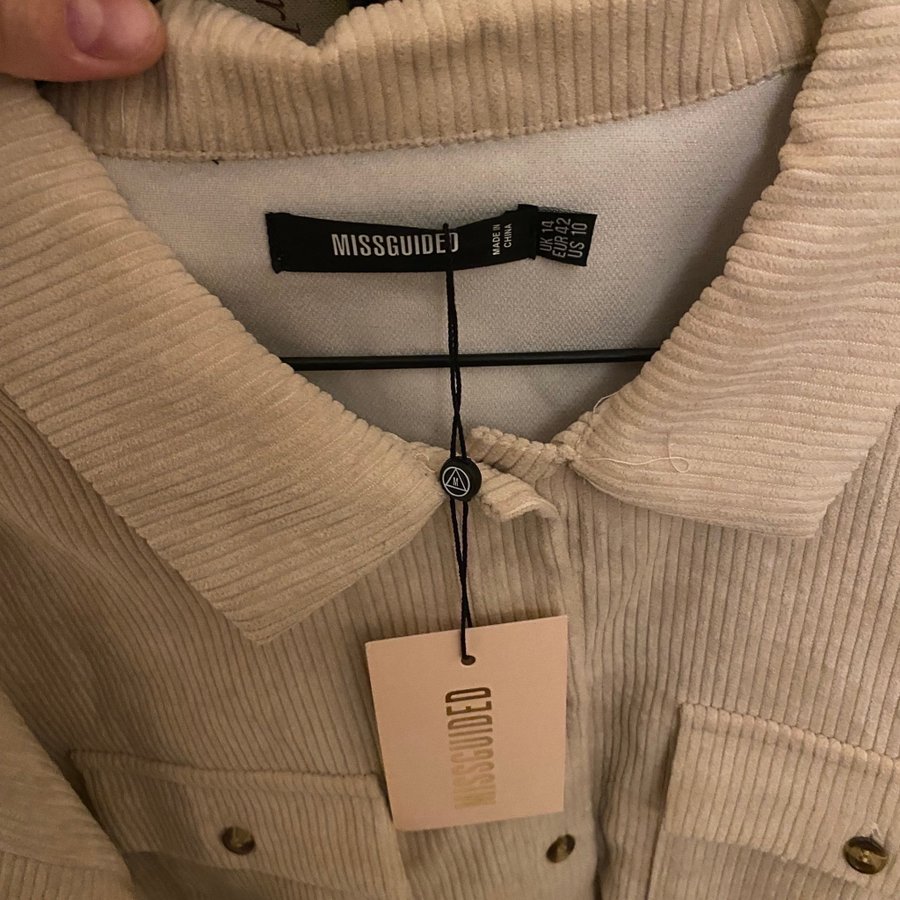 MISSGUIDED
MADE IN
CHINA
UK 14
EUR 42
US 10
M
MISSGUIDED